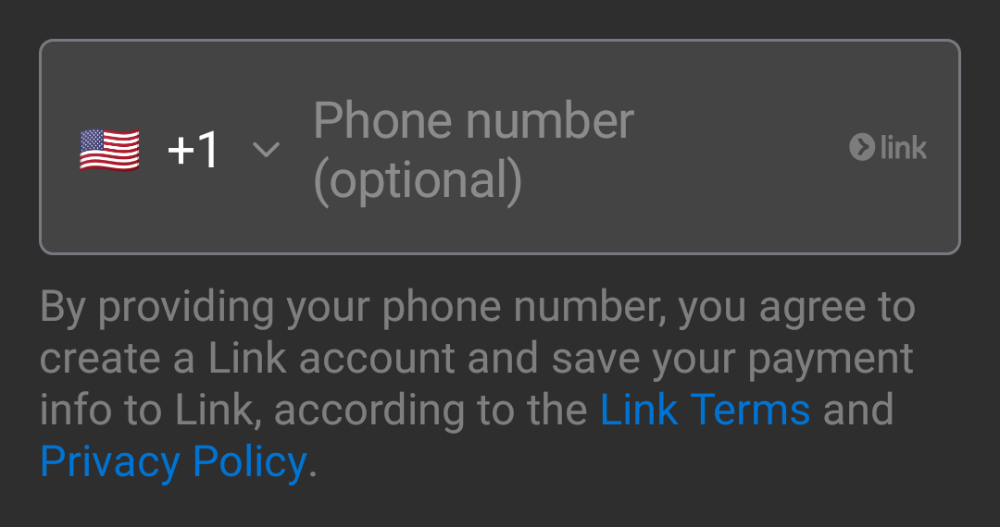 +1
Phone number
(optional)
link
By providing your phone number, you agree to
create a Link account and save your payment
info to Link, according to the Link Terms and
Privacy Policy.